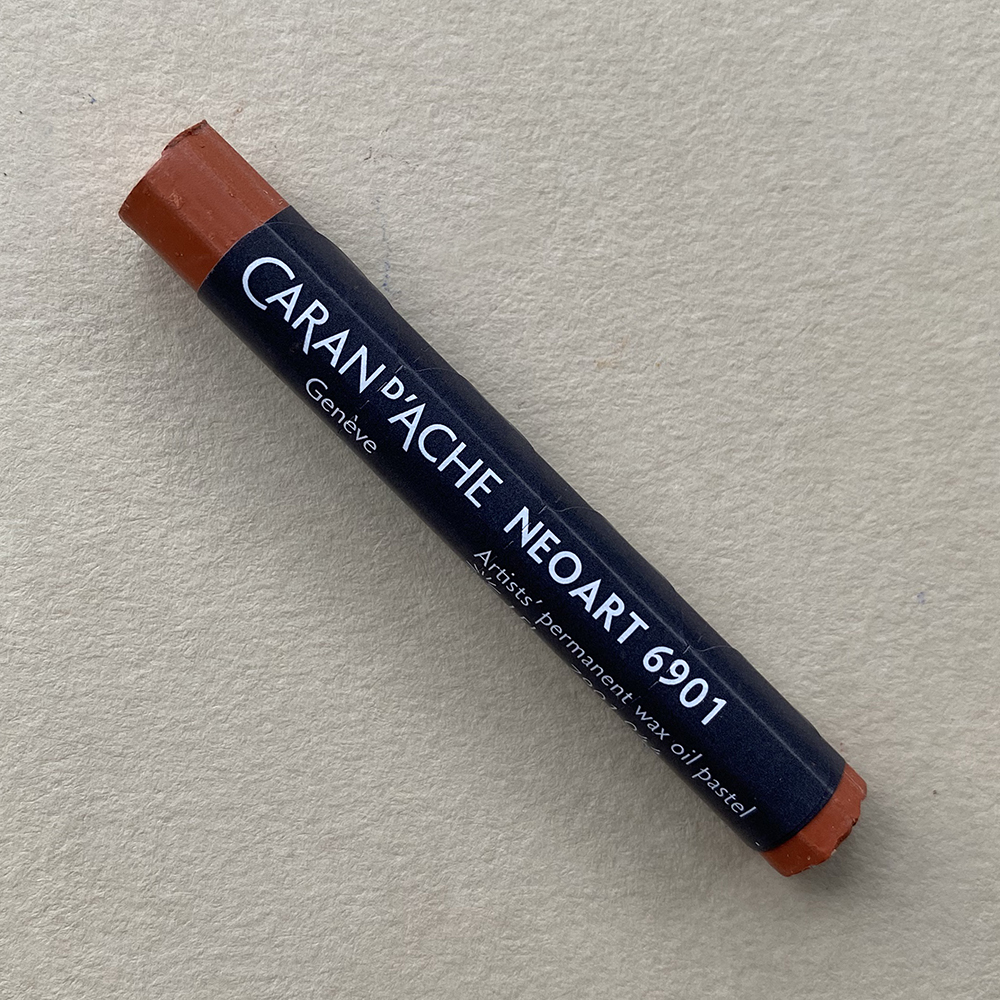 CARAN D'ACHE NEOART 6901
Genève
Artists' permanent wax oil pastel